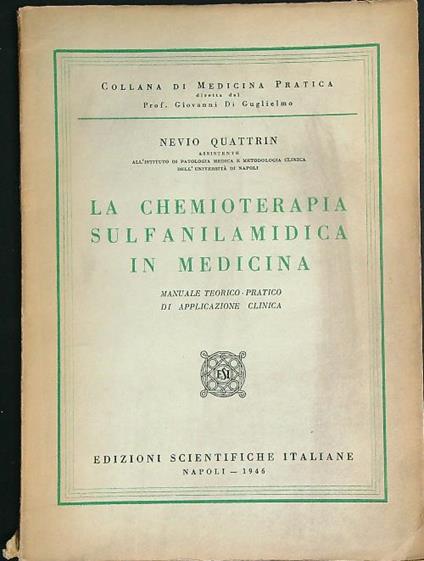 COLLANA DI MEDICINA PRATICA
diretta dal
Prof. Giovanni Di Guglielmo
NEVIO QUATTRIN
ASSISTENTE
ALL'ISTITUTO DI PATOLOGIA MEDICA E METODOLOGIA CLINICA
DELL'UNIVERSITÀ DI NAPOLI
LA CHEMIOTERAPIA
SULFANILAMIDICA
IN MEDICINA
MANUALE TEORICO-PRATICO
DI APPLICAZIONE CLINICA
ESI
EDIZIONI SCIENTIFICHE ITALIANE
NAPOLI — 1946